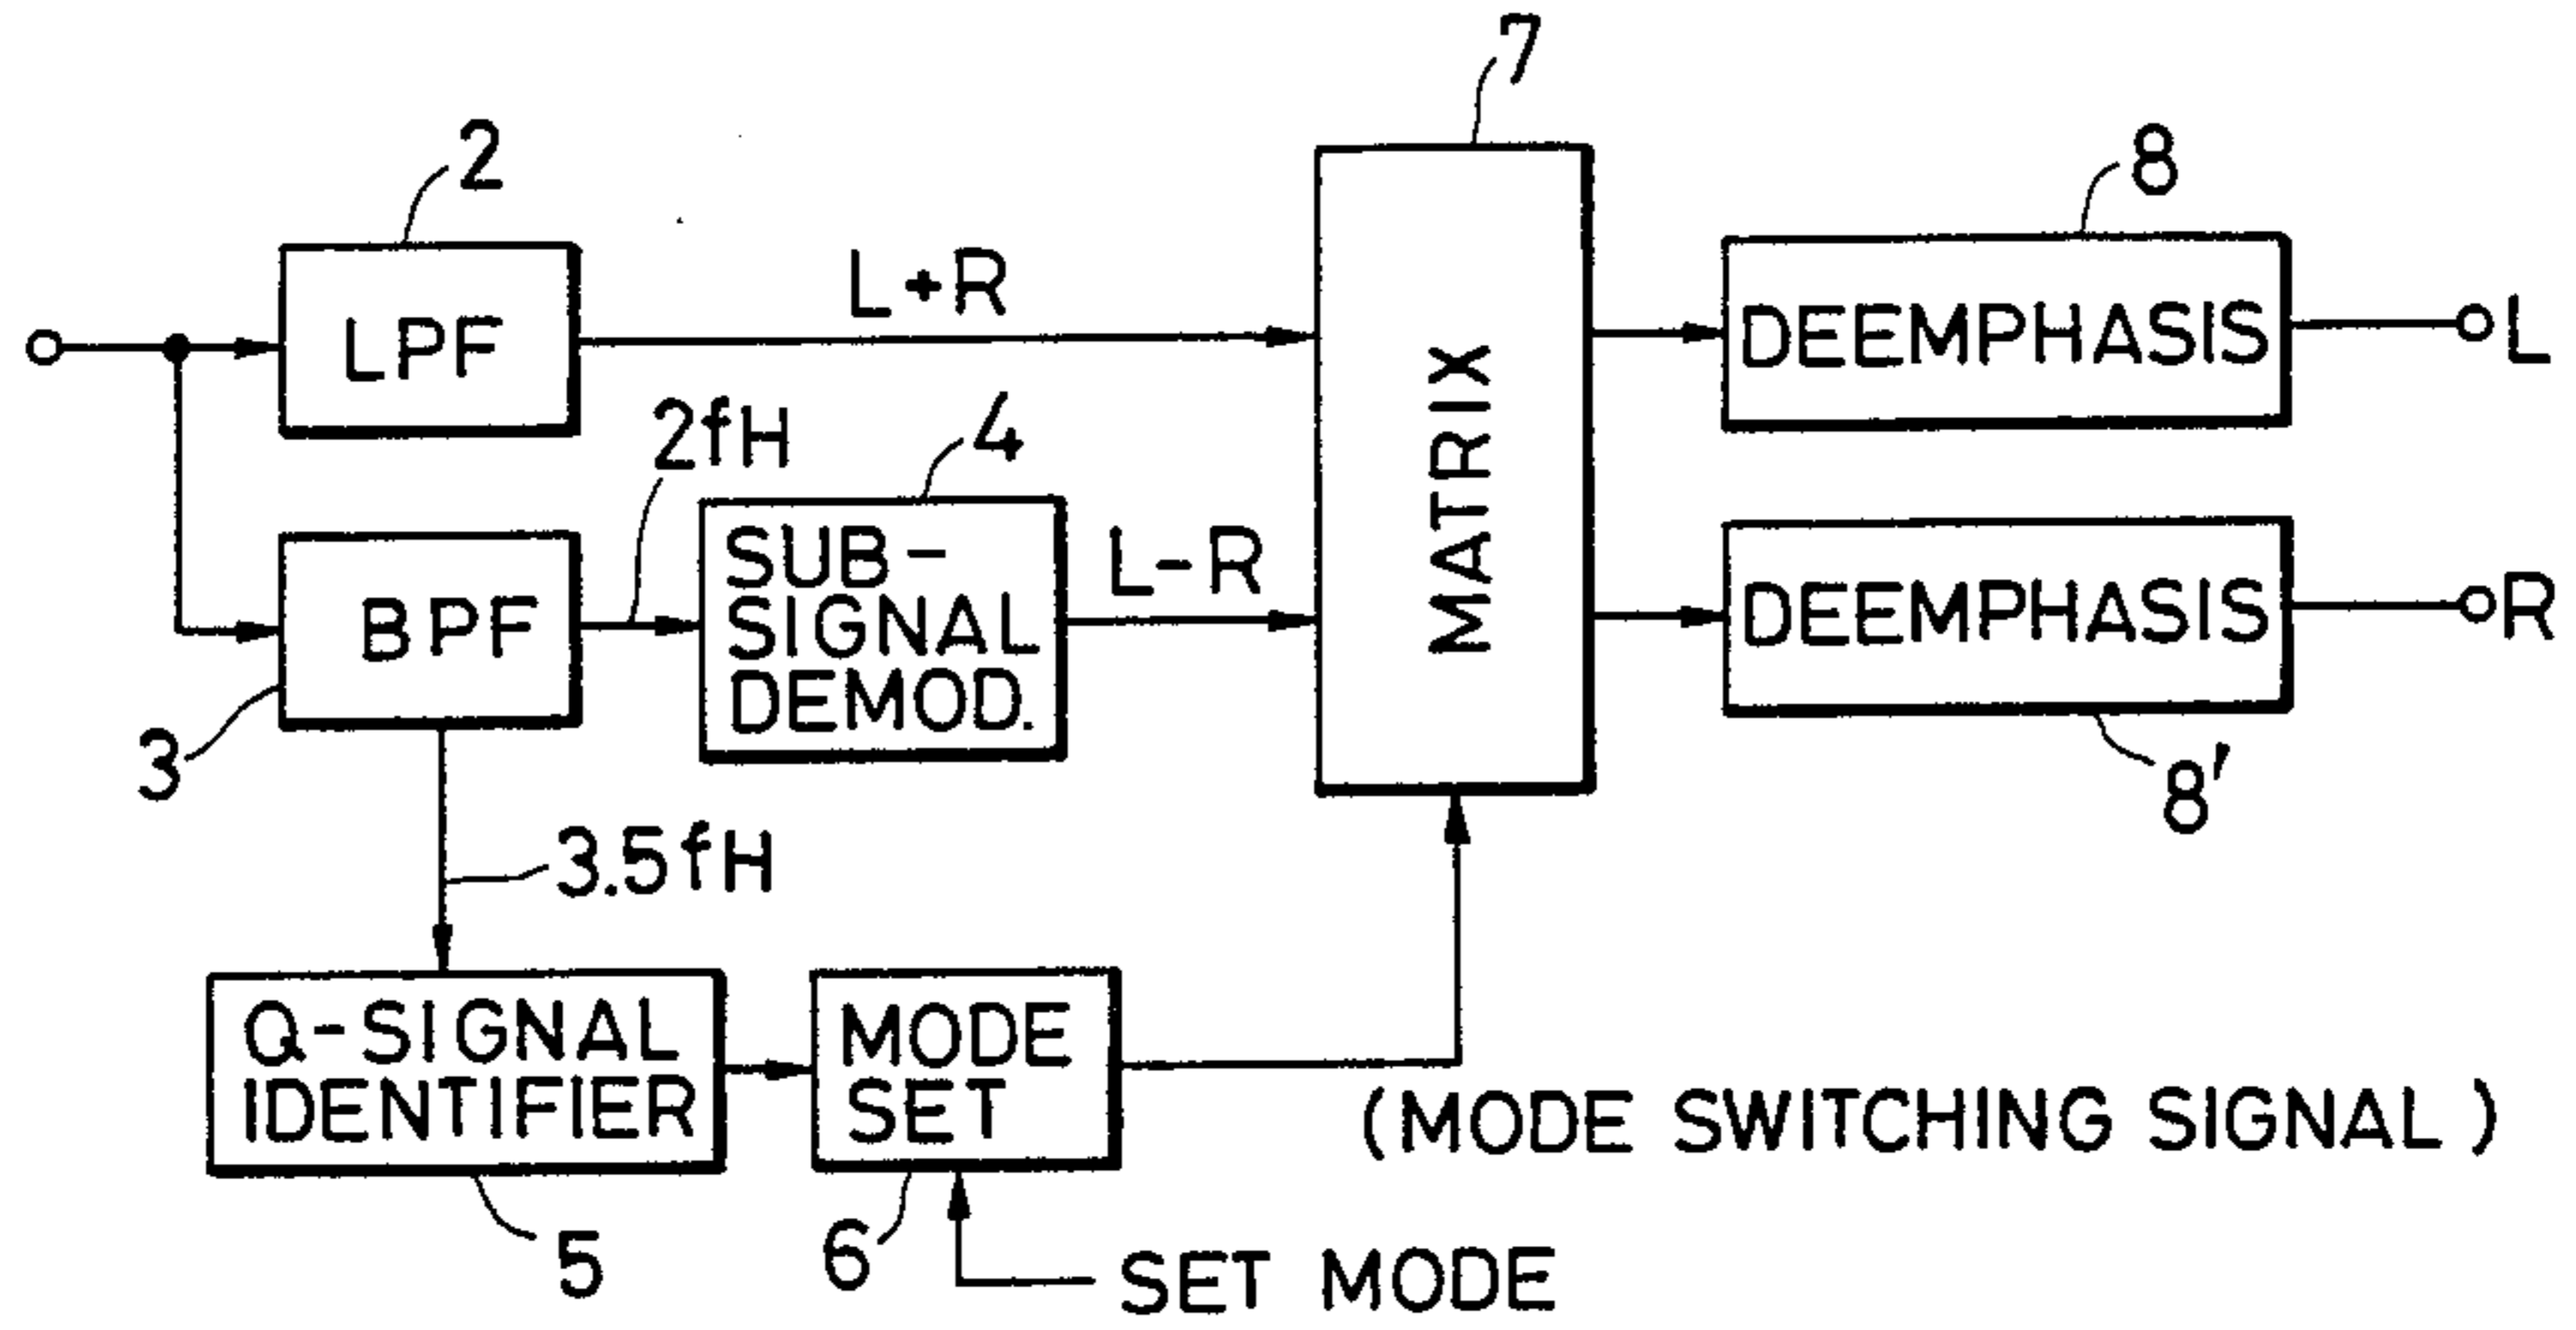 7
2
8
L+R
LPF
DEEMPHASIS
L
MATRIX
2fH
4
SUB-
SIGNAL
DEMOD.
L-R
BPF
DEEMPHASIS
R
3
8'
3.5fH
Q-SIGNAL
IDENTIFIER
MODE
SET
(MODE SWITCHING SIGNAL)
5
6
SET MODE